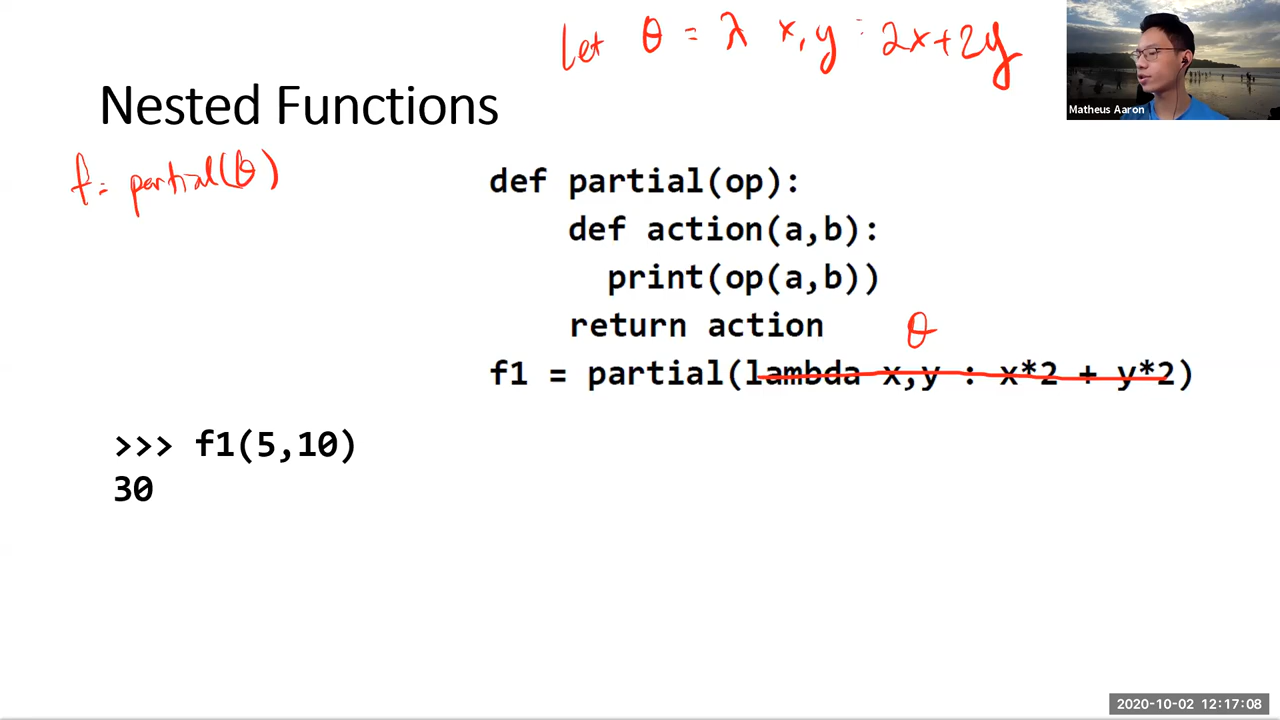 let θ = λ x,y : 2x+2y
Matheus Aaron
Nested Functions
f = partial(θ)
def partial(op):
def action(a,b):
print(op(a,b))
return action
θ
f1 = partial(lambda x,y : x*2 + y*2)
>>> f1(5,10)
30
2020-10-02 12:17:08